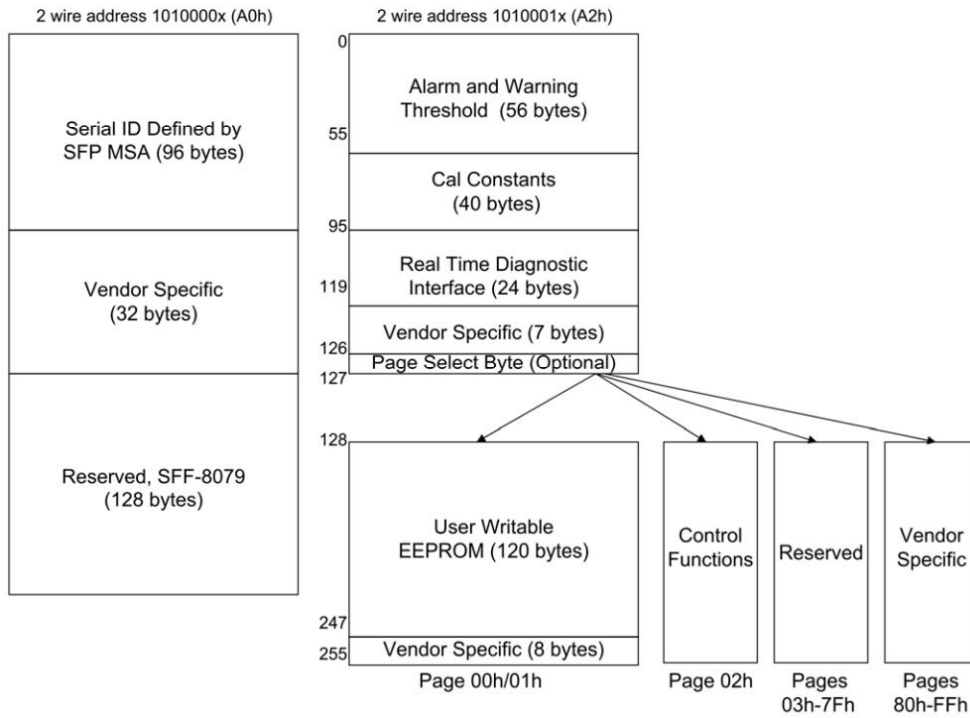 2 wire address 1010000x (A0h)
Serial ID Defined by
SFP MSA (96 bytes)
Vendor Specific
(32 bytes)
Reserved, SFF-8079
(128 bytes)
2 wire address 1010001x (A2h)
0
Alarm and Warning
Threshold (56 bytes)
55
Cal Constants
(40 bytes)
95
Real Time Diagnostic
Interface (24 bytes)
119
Vendor Specific (7 bytes)
126
Page Select Byte (Optional)
127
128
User Writable
EEPROM (120 bytes)
247
Vendor Specific (8 bytes)
255
Page 00h/01h
Control
Functions
Page 02h
Reserved
Pages
03h-7Fh
Vendor
Specific
Pages
80h-FFh